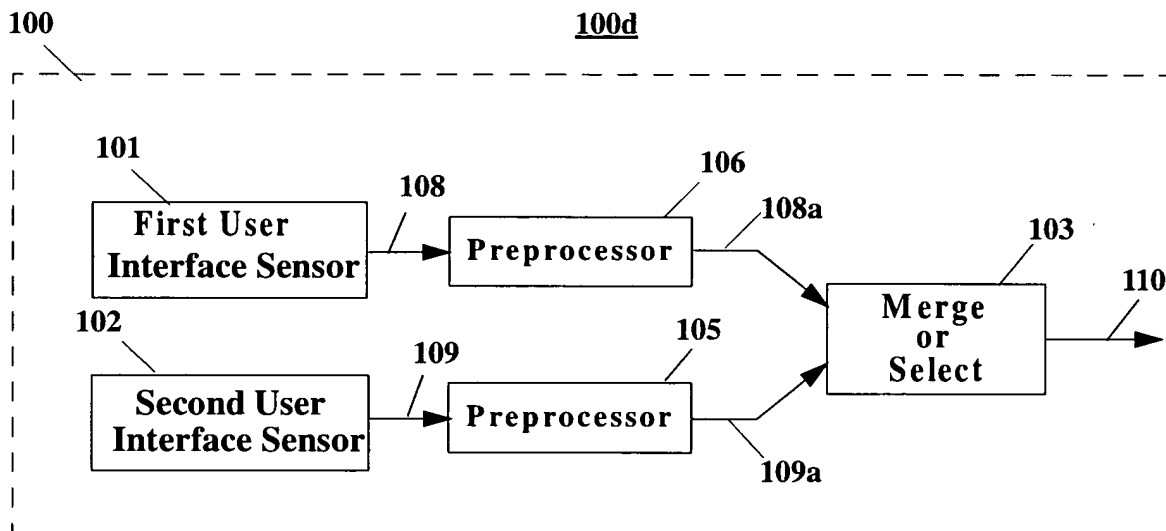 100
100d
101
First User
Interface Sensor
108
106
Preprocessor
108a
103
Merge
or
Select
110
102
Second User
Interface Sensor
109
105
Preprocessor
109a